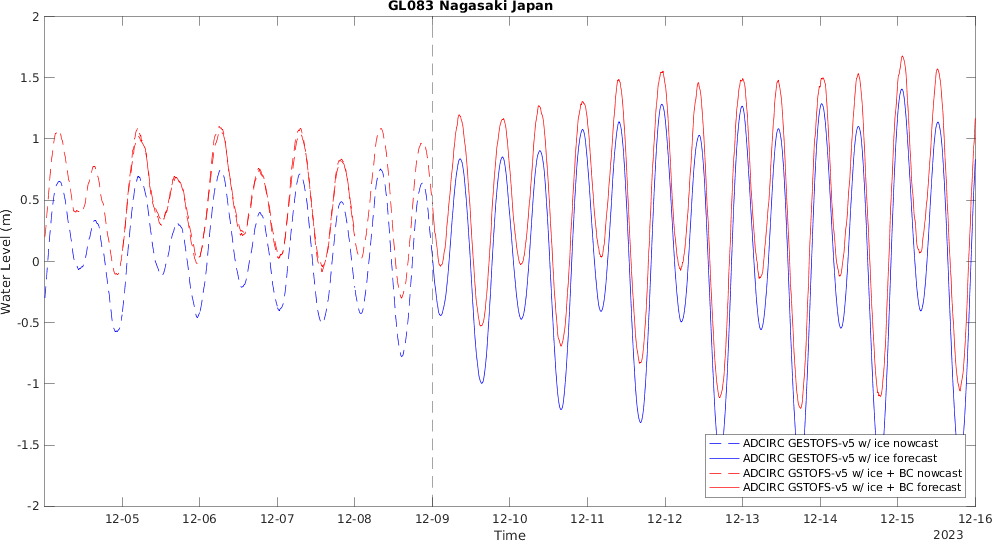 GL083 Nagasaki Japan
2
1.5
1
0.5
0
-0.5
-1
-1.5
-2
Water Level (m)
ADCIRC GESTOFS-v5 w/ ice nowcast
ADCIRC GESTOFS-v5 w/ ice forecast
ADCIRC GSTOFS-v5 w/ ice + BC nowcast
ADCIRC GSTOFS-v5 w/ ice + BC forecast
12-05 12-06 12-07 12-08 12-09 12-10 12-11 12-12 12-13 12-14 12-15 12-16
Time
2023